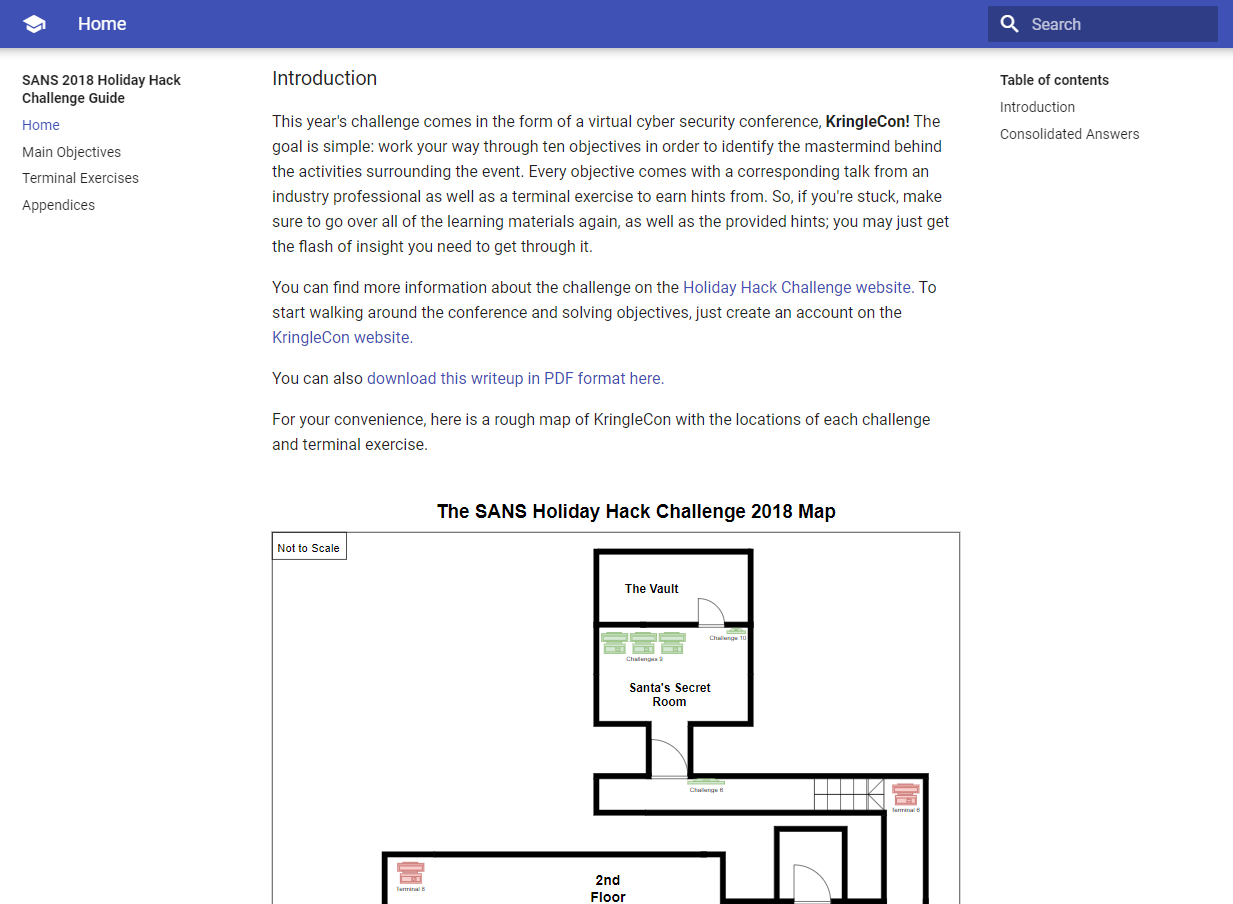 Home
Search
SANS 2018 Holiday Hack
Challenge Guide
Home
Main Objectives
Terminal Exercises
Appendices
Introduction
This year's challenge comes in the form of a virtual cyber security conference, KringleCon! The
goal is simple: work your way through ten objectives in order to identify the mastermind behind
the activities surrounding the event. Every objective comes with a corresponding talk from an
industry professional as well as a terminal exercise to earn hints from. So, if you're stuck, make
sure to go over all of the learning materials again, as well as the provided hints; you may just get
the flash of insight you need to get through it.
You can find more information about the challenge on the Holiday Hack Challenge website. To
start walking around the conference and solving objectives, just create an account on the
KringleCon website.
You can also download this writeup in PDF format here.
For your convenience, here is a rough map of KringleCon with the locations of each challenge
and terminal exercise.
The SANS Holiday Hack Challenge 2018 Map
Not to Scale
The Vault
Challenge 10
Challenges 9
Santa's Secret
Room
Challenge 6
Terminal 6
Terminal 8
2nd
Floor
Table of contents
Introduction
Consolidated Answers